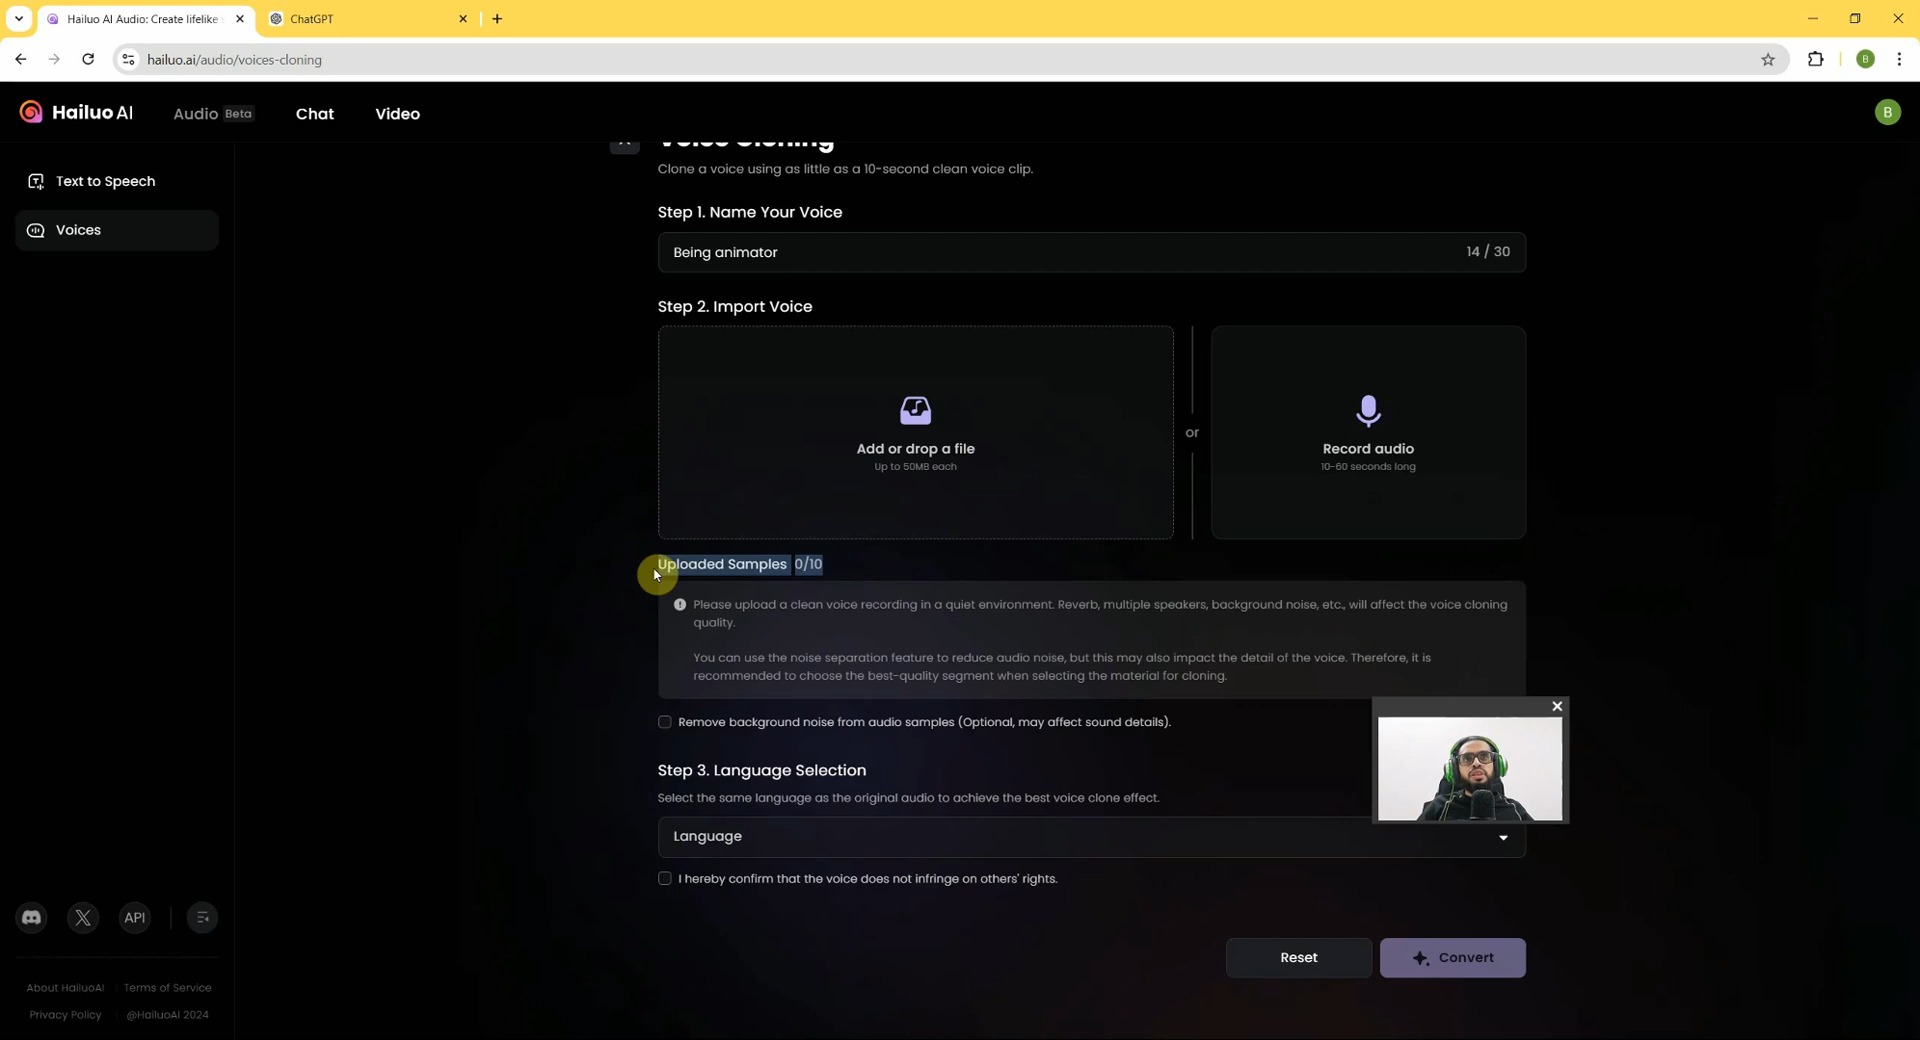 Hailuo AI Audio: Create lifelike
ChatGPT
hailuo.ai/audio/voices-cloning
B
Hailuo AI
Audio Beta
Chat
Video
B
Text to Speech
Voices
Voice Cloning
Clone a voice using as little as a 10-second clean voice clip.
Step 1. Name Your Voice
Being animator
14 / 30
Step 2. Import Voice
Add or drop a file
Up to 50MB each
or
Record audio
10-60 seconds long
Uploaded Samples 0/10
Please upload a clean voice recording in a quiet environment. Reverb, multiple speakers, background noise, etc., will affect the voice cloning
quality.
You can use the noise separation feature to reduce audio noise, but this may also impact the detail of the voice. Therefore, it is
recommended to choose the best-quality segment when selecting the material for cloning.
Remove background noise from audio samples (Optional, may affect sound details).
Step 3. Language Selection
Select the same language as the original audio to achieve the best voice clone effect.
Language
I hereby confirm that the voice does not infringe on others' rights.
API
Reset
Convert
About HailuoAI
Terms of Service
Privacy Policy
@HailuoAI 2024